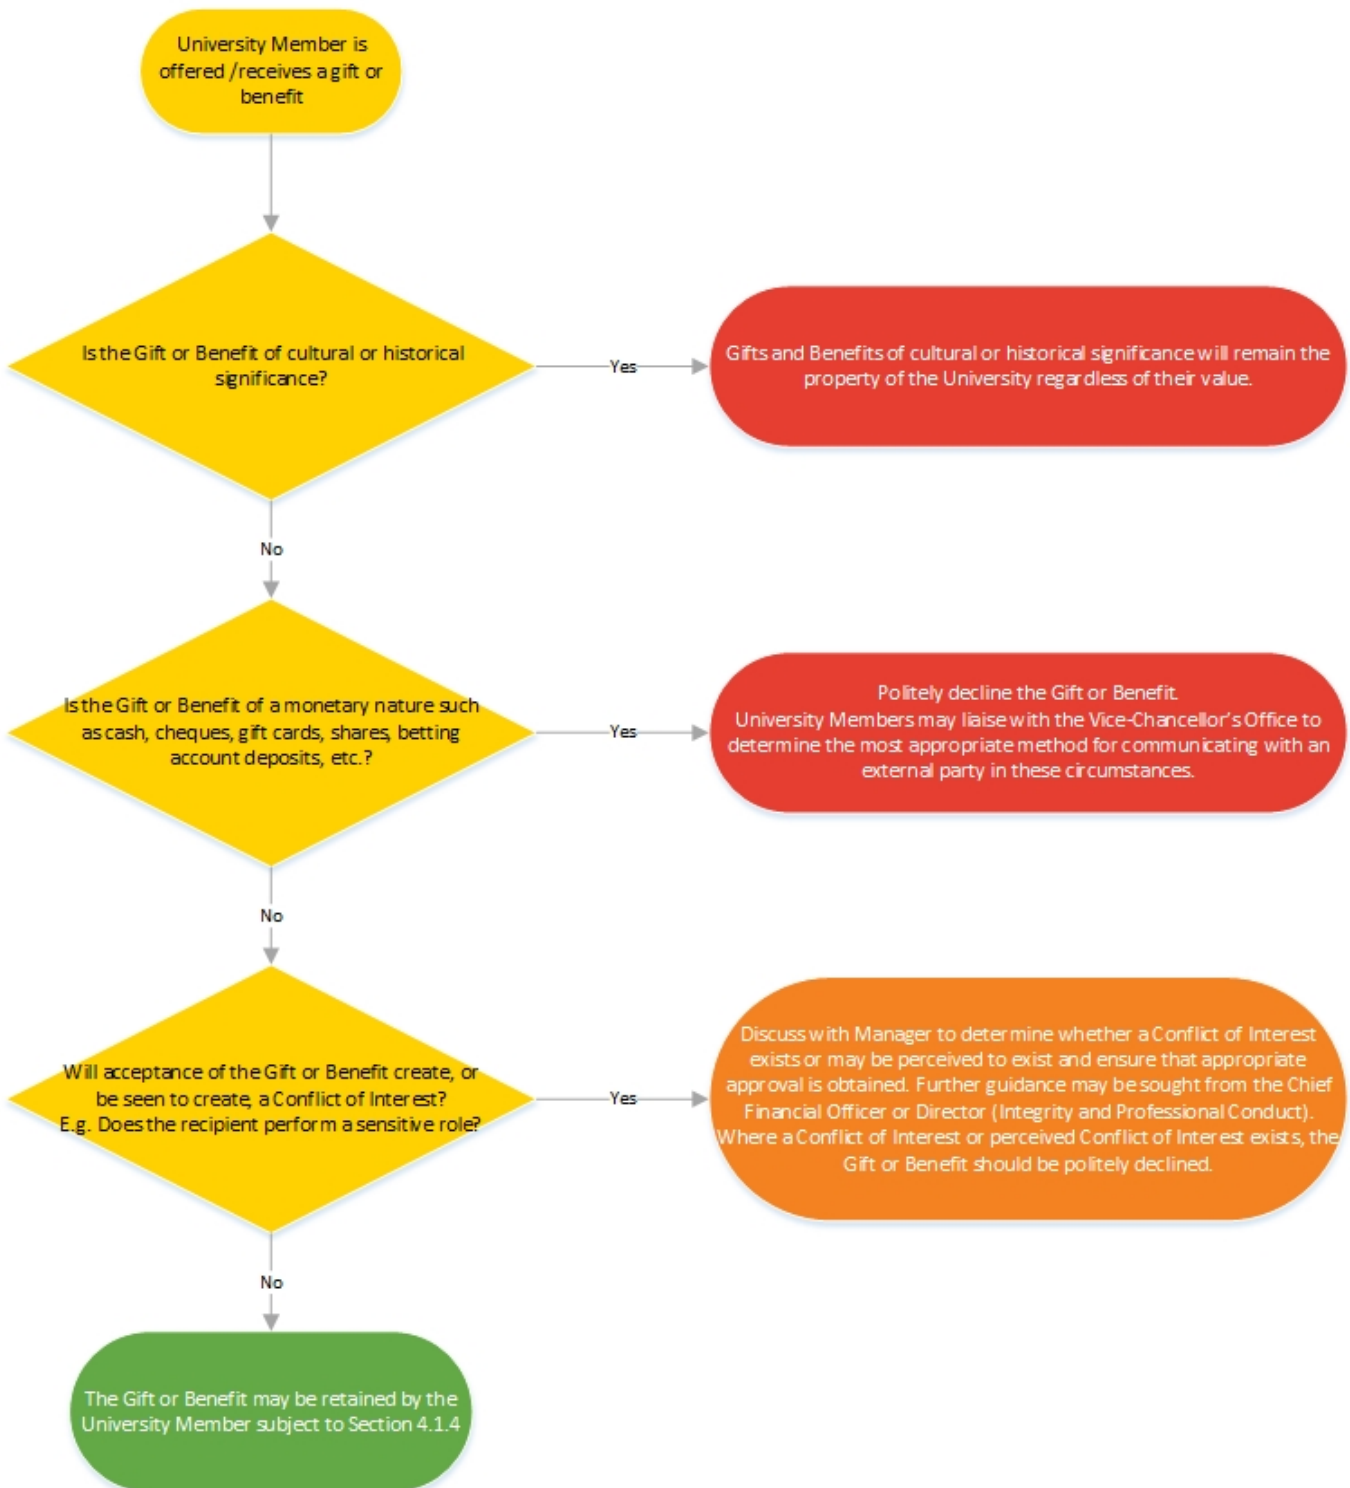 University Member is
offered /receives a gift or
benefit
Is the Gift or Benefit of cultural or historical
significance?
Yes
Gifts and Benefits of cultural or historical significance will remain the
property of the University regardless of their value.
No
Is the Gift or Benefit of a monetary nature such
as cash, cheques, gift cards, shares, betting
account deposits, etc.?
Yes
Politely decline the Gift or Benefit.
University Members may liaise with the Vice-Chancellor's Office to
determine the most appropriate method for communicating with an
external party in these circumstances.
No
Will acceptance of the Gift or Benefit create, or
be seen to create, a Conflict of Interest?
E.g. Does the recipient perform a sensitive role?
Yes
Discuss with Manager to determine whether a Conflict of Interest
exists or may be perceived to exist and ensure that appropriate
approval is obtained. Further guidance may be sought from the Chief
Financial Officer or Director (Integrity and Professional Conduct).
Where a Conflict of Interest or perceived Conflict of Interest exists, the
Gift or Benefit should be politely declined.
No
The Gift or Benefit may be retained by the
University Member subject to Section 4.1.4